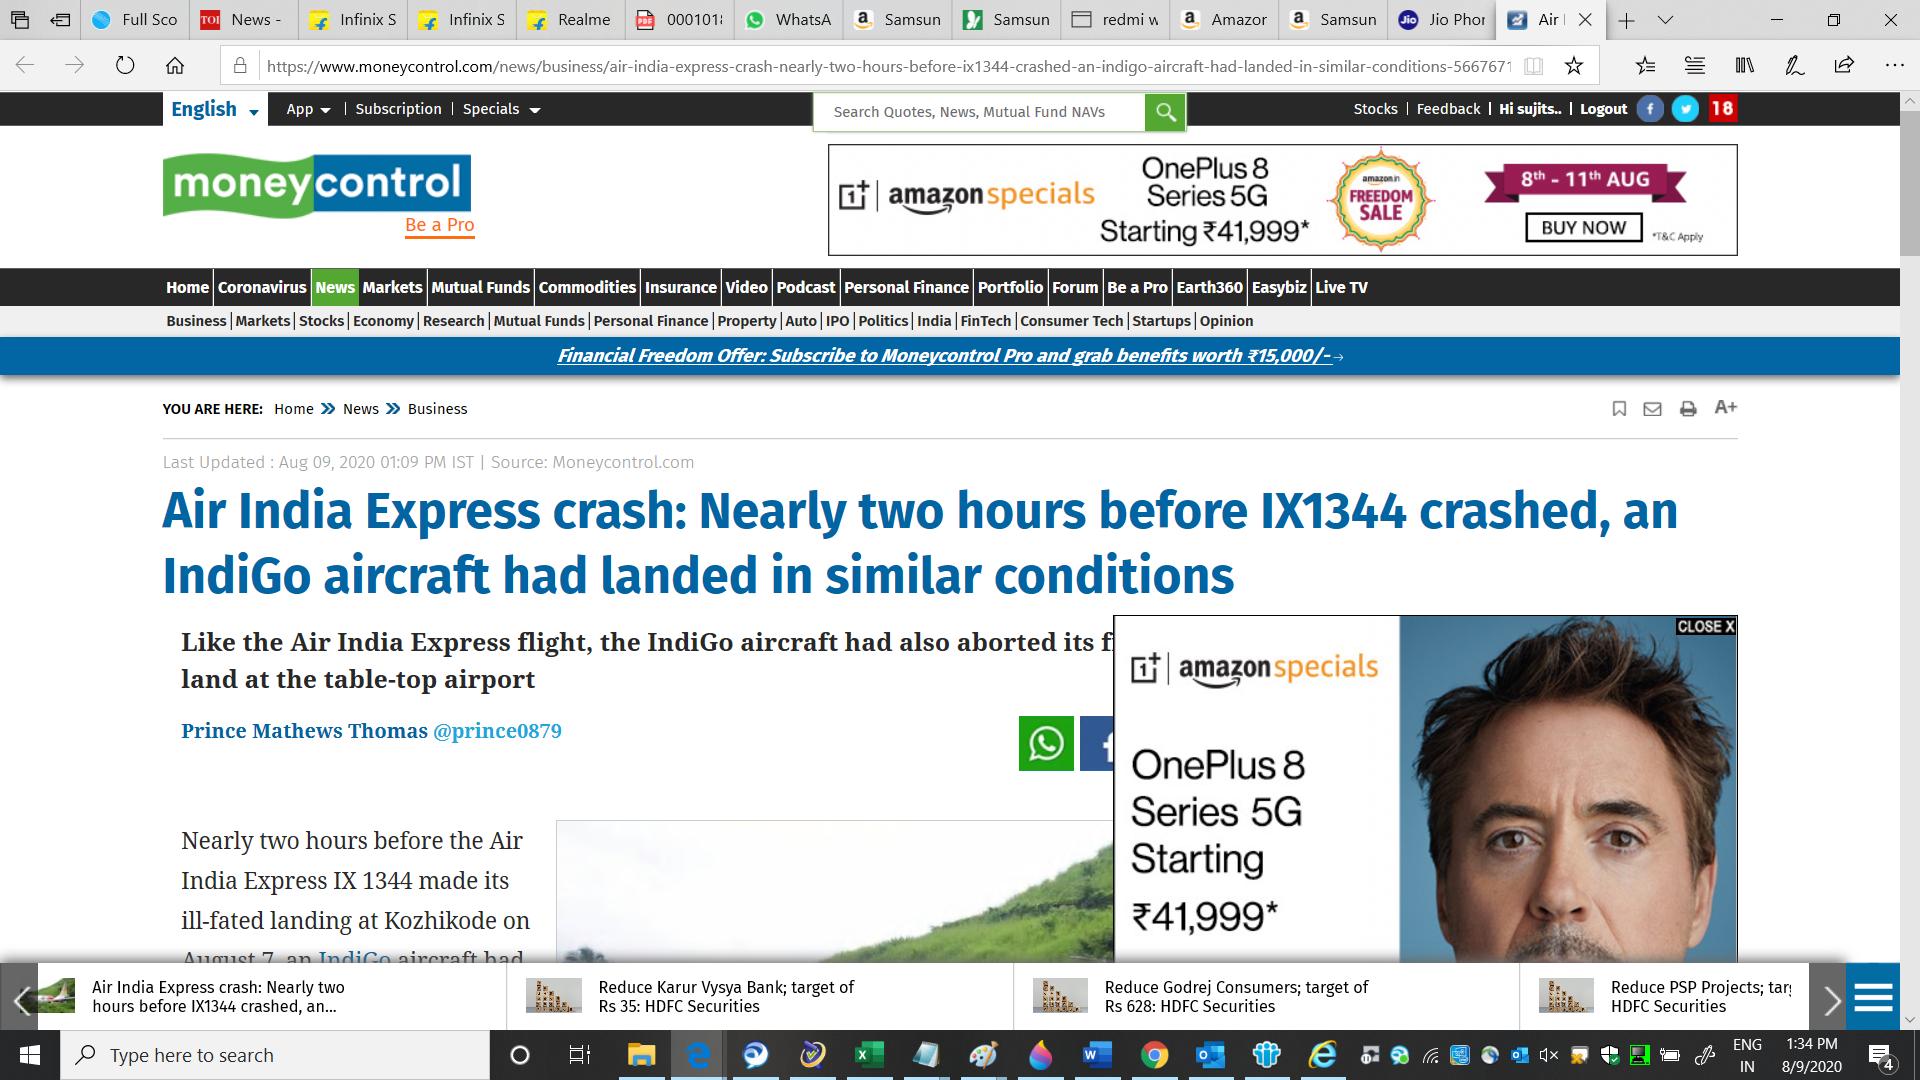 Full Sco
News -
Infinix S
Infinix S
Realme
0001018
WhatsA
Samsun
Samsun
redmi w
Amazor
Samsun
Jio Phor
Air
https://www.moneycontrol.com/news/business/air-india-express-crash-nearly-two-hours-before-ix1344-crashed-an-indigo-aircraft-had-landed-in-similar-conditions-5667671
English
App | Subscription | Specials
Search Quotes, News, Mutual Fund NAVs
Stocks | Feedback | Hi sujits.. | Logout
18
moneycontrol
Be a Pro
amazon specials
OnePlus 8
Series 5G
Starting ₹41,999*
amazon.in
FREEDOM
SALE
8th - 11th AUG
BUY NOW
*T&C Apply
Home | Coronavirus | News | Markets | Mutual Funds | Commodities | Insurance | Video | Podcast | Personal Finance | Portfolio | Forum | Be a Pro | Earth360 | Easybiz | Live TV
Business | Markets | Stocks | Economy | Research | Mutual Funds | Personal Finance | Property | Auto | IPO | Politics | India | FinTech | Consumer Tech | Startups | Opinion
Financial Freedom Offer: Subscribe to Moneycontrol Pro and grab benefits worth ₹15,000/-→
YOU ARE HERE: Home » News » Business
A+
Last Updated : Aug 09, 2020 01:09 PM IST | Source: Moneycontrol.com
Air India Express crash: Nearly two hours before IX1344 crashed, an
IndiGo aircraft had landed in similar conditions
Like the Air India Express flight, the IndiGo aircraft had also aborted its fi
land at the table-top airport
Prince Mathews Thomas @prince0879
CLOSE X
amazon specials
OnePlus 8
Series 5G
Starting
₹41,999*
Nearly two hours before the Air
India Express IX 1344 made its
ill-fated landing at Kozhikode on
August 7, an IndiGo aircraft had
Air India Express crash: Nearly two
hours before IX1344 crashed, an...
Reduce Karur Vysya Bank; target of
Rs 35: HDFC Securities
Reduce Godrej Consumers; target of
Rs 628: HDFC Securities
Reduce PSP Projects; targ
HDFC Securities
Type here to search
ENG
IN
1:34 PM
8/9/2020
4